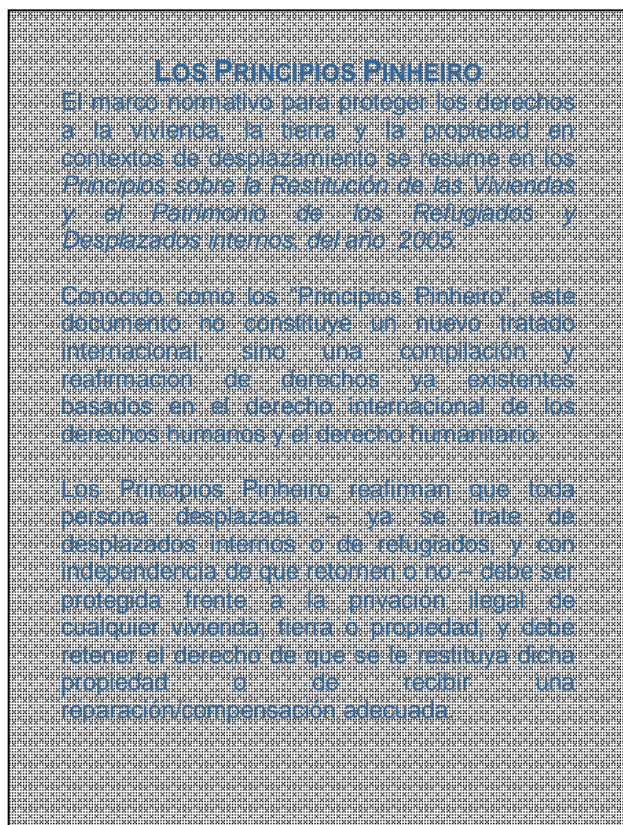 LOS PRINCIPIOS PINHEIRO
El marco normativo para proteger los derechos
a la vivienda, la tierra y la propiedad en
contextos de desplazamiento se resume en los
Principios sobre la Restitución de las Viviendas
y el Patrimonio de los Refugiados y
Desplazados internos, del año 2005.
Conocido como los "Principios Pinheiro", este
documento no constituye un nuevo tratado
internacional, sino una compilación y
reafirmación de derechos ya existentes
basados en el derecho internacional de los
derechos humanos y el derecho humanitario.
Los Principios Pinheiro reafirman que toda
persona desplazada – ya se trate de
desplazados internos o de refugiados, y con
independencia de que retornen o no – debe ser
protegida frente a la privación ilegal de
cualquier vivienda, tierra o propiedad, y debe
retener el derecho de que se le restituya dicha
propiedad o de recibir una
reparación/compensación adecuada.